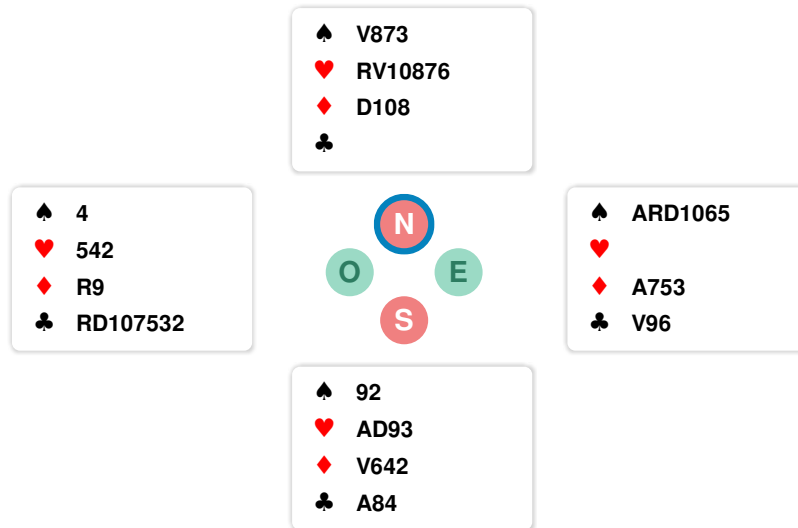 ♠ V873
♥ RV10876
♦ D108
♣
♠ 4
♥ 542
♦ R9
♣ RD107532
N
O E
S
♠ ARD1065
♥
♦ A753
♣ V96
♠ 92
♥ AD93
♦ V642
♣ A84